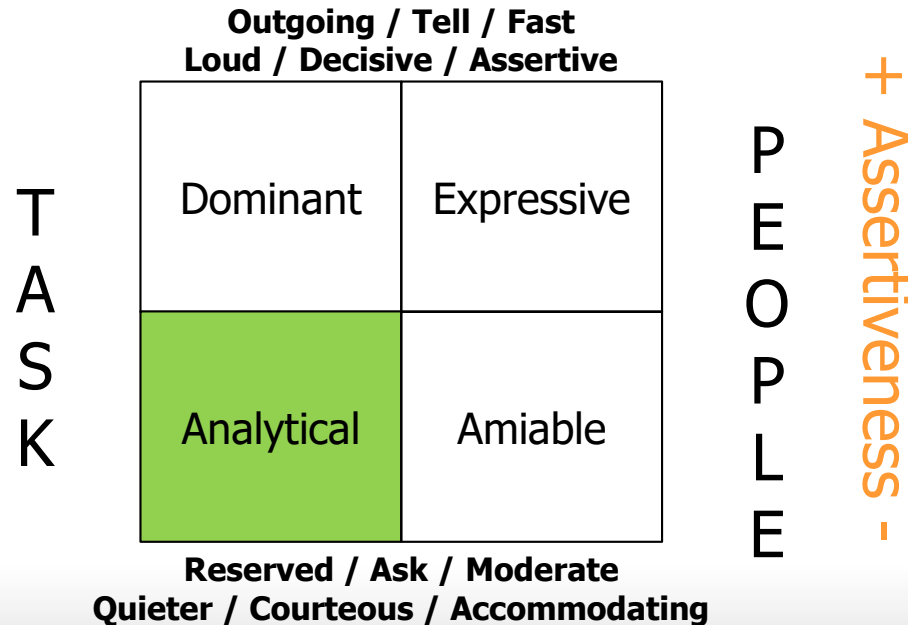 Outgoing / Tell / Fast
Loud / Decisive / Assertive
TASK
Dominant
Expressive
Analytical
Amiable
PEOPLE
+ Assertiveness -
Reserved / Ask / Moderate
Quieter / Courteous / Accommodating